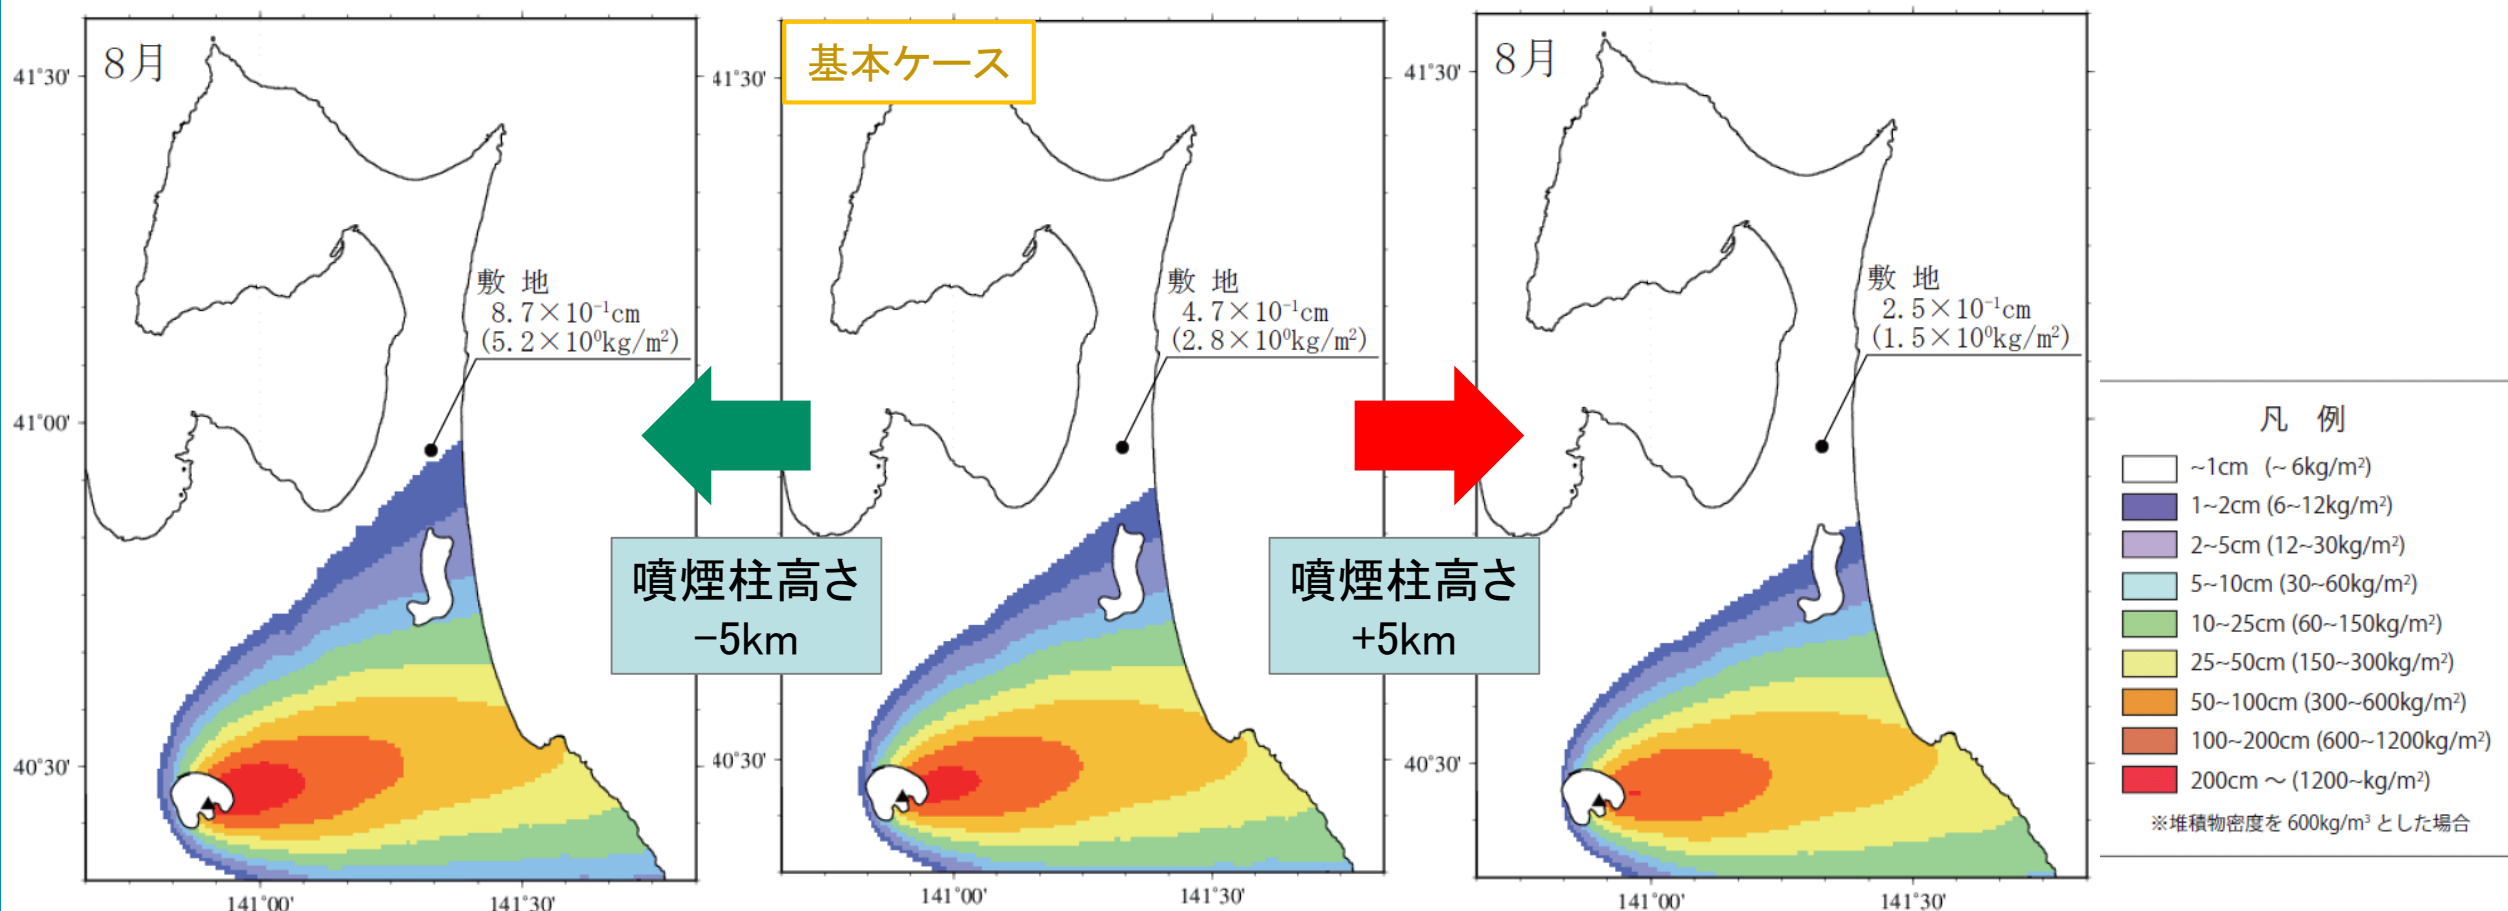 8月
41°30'
41°00'
40°30'
141°00'
141°30'
敷 地
8.7×10⁻¹cm
(5.2×10⁰kg/m²)
噴煙柱高さ
−5km
基本ケース
41°30'
40°30'
141°00'
141°30'
敷 地
4.7×10⁻¹cm
(2.8×10⁰kg/m²)
噴煙柱高さ
+5km
8月
41°30'
40°30'
141°00'
141°30'
敷 地
2.5×10⁻¹cm
(1.5×10⁰kg/m²)
凡 例
~1cm (~6kg/m²)
1~2cm (6~12kg/m²)
2~5cm (12~30kg/m²)
5~10cm (30~60kg/m²)
10~25cm (60~150kg/m²)
25~50cm (150~300kg/m²)
50~100cm (300~600kg/m²)
100~200cm (600~1200kg/m²)
200cm ～ (1200~kg/m²)
※堆積物密度を 600kg/m³ とした場合